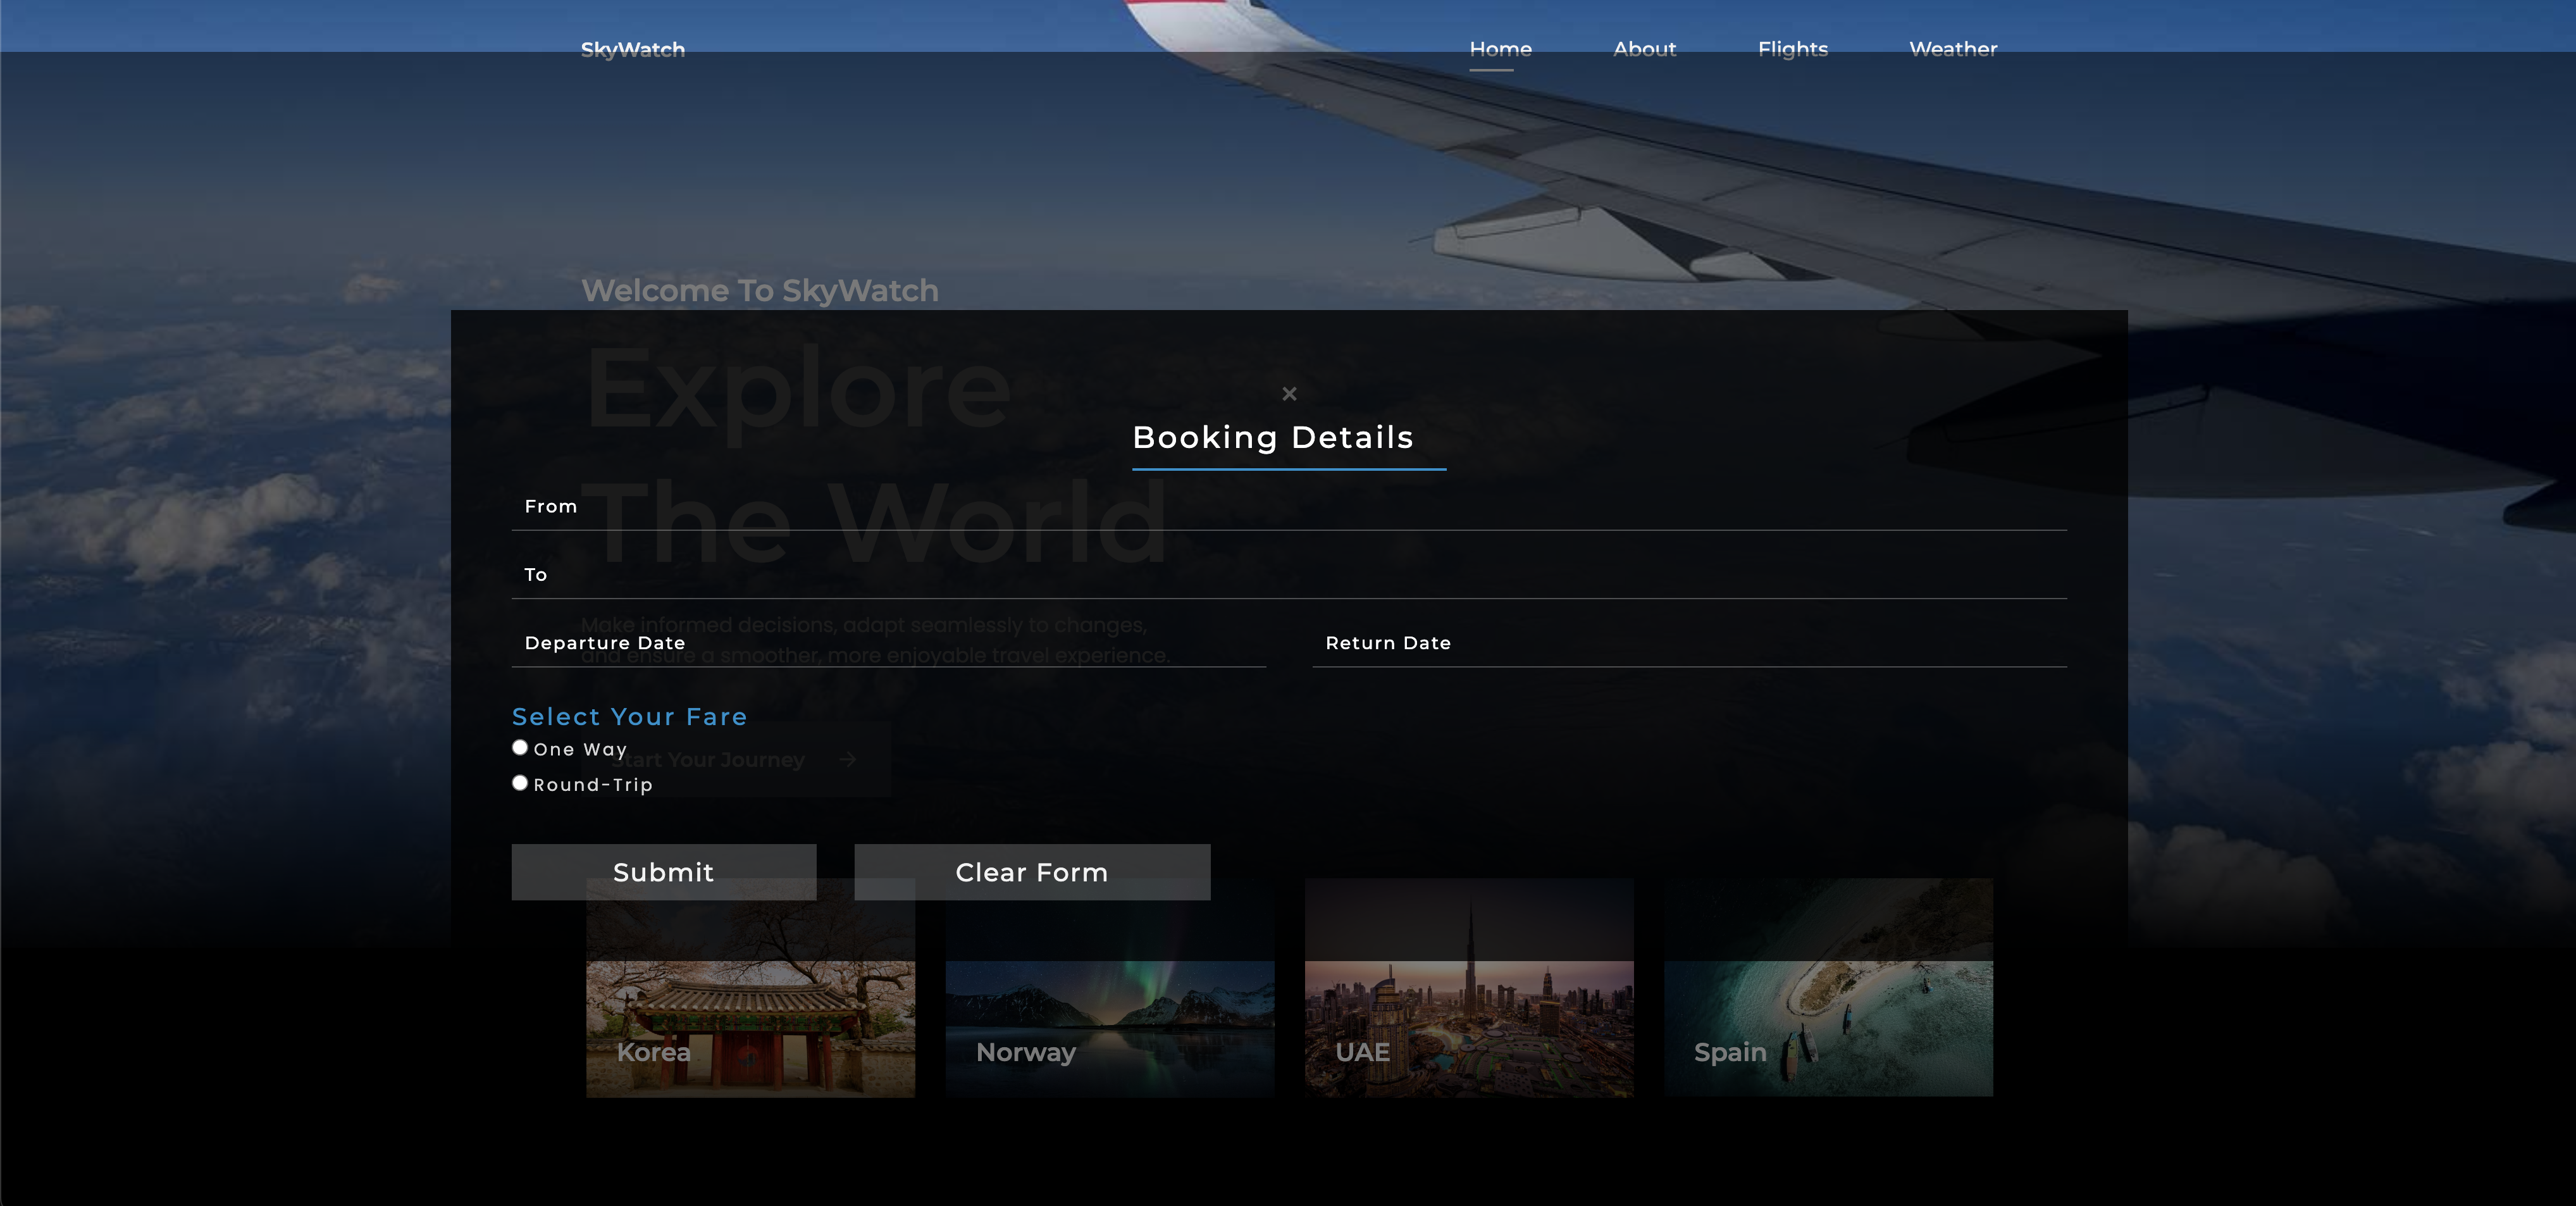 SkyWatch Home About Flights Weather
Welcome To SkyWatch
Explore
The World
Make informed decisions, adapt seamlessly to changes,
and ensure a smoother, more enjoyable travel experience.
Start Your Journey →
×
Booking Details
From
To
Departure Date Return Date
Select Your Fare
One Way
Round-Trip
Submit Clear Form
Korea Norway UAE Spain